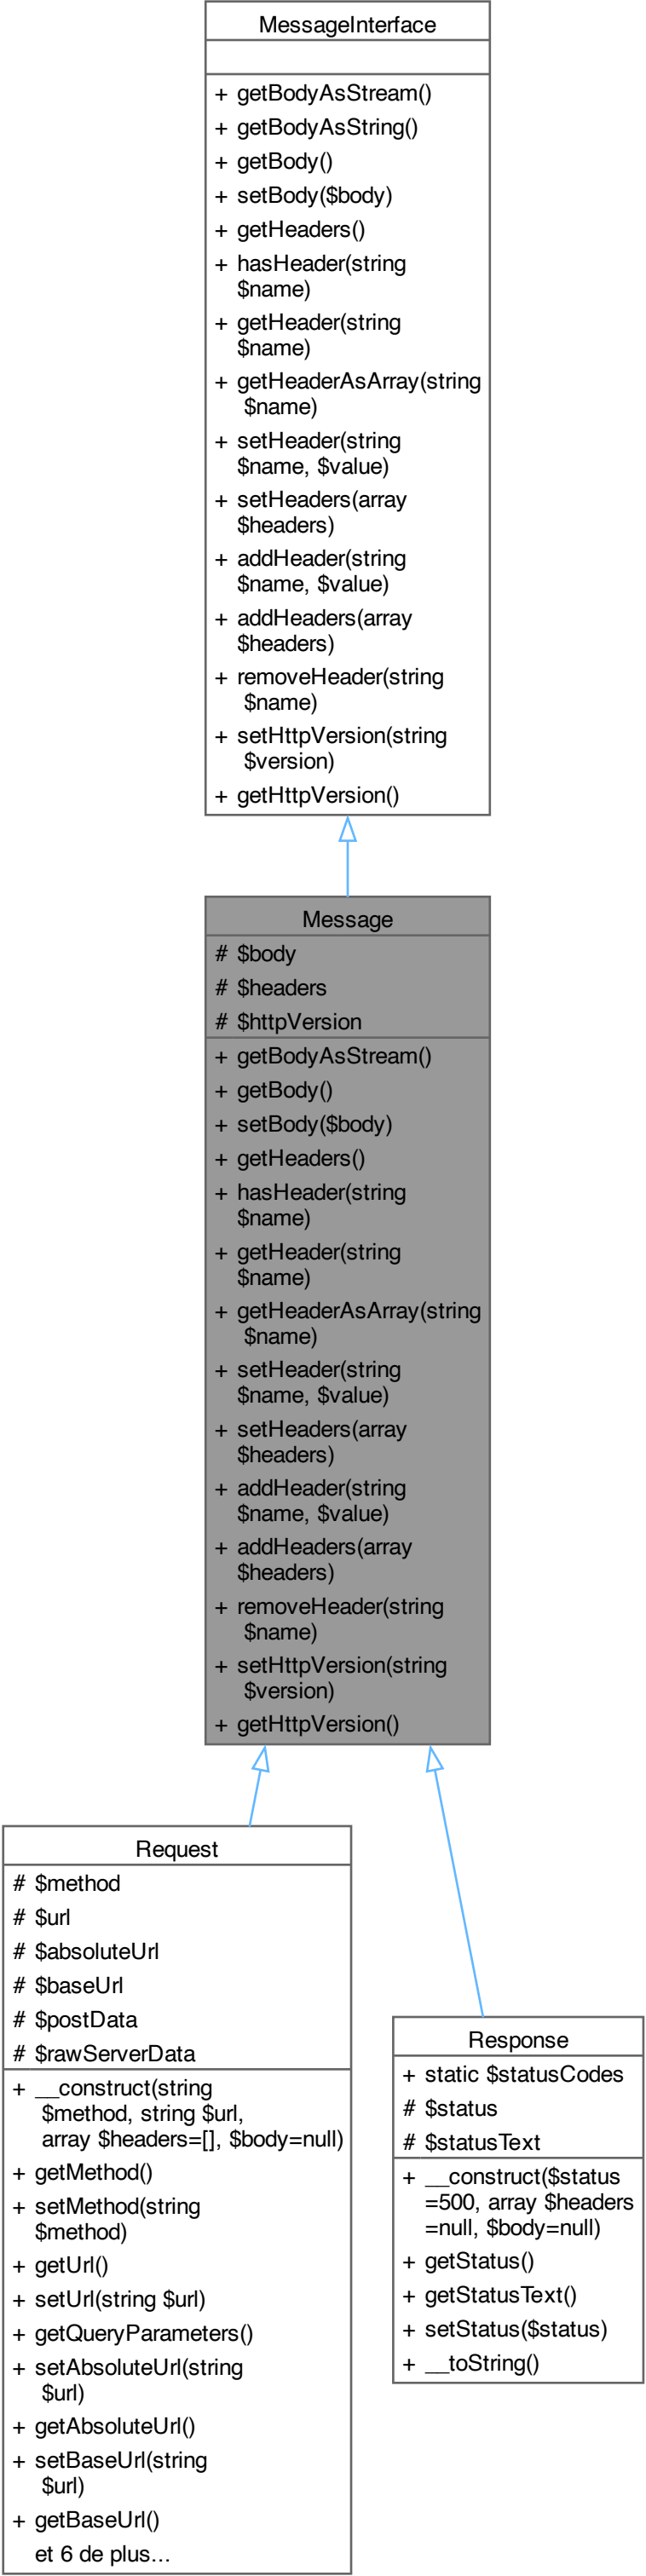 MessageInterface
+ getBodyAsStream()
+ getBodyAsString()
+ getBody()
+ setBody($body)
+ getHeaders()
+ hasHeader(string
$name)
+ getHeader(string
$name)
+ getHeaderAsArray(string
$name)
+ setHeader(string
$name, $value)
+ setHeaders(array
$headers)
+ addHeader(string
$name, $value)
+ addHeaders(array
$headers)
+ removeHeader(string
$name)
+ setHttpVersion(string
$version)
+ getHttpVersion()
Message
# $body
# $headers
# $httpVersion
+ getBodyAsStream()
+ getBody()
+ setBody($body)
+ getHeaders()
+ hasHeader(string
$name)
+ getHeader(string
$name)
+ getHeaderAsArray(string
$name)
+ setHeader(string
$name, $value)
+ setHeaders(array
$headers)
+ addHeader(string
$name, $value)
+ addHeaders(array
$headers)
+ removeHeader(string
$name)
+ setHttpVersion(string
$version)
+ getHttpVersion()
Request
# $method
# $url
# $absoluteUrl
# $baseUrl
# $postData
# $rawServerData
+ __construct(string
$method, string $url,
array $headers=[], $body=null)
+ getMethod()
+ setMethod(string
$method)
+ getUrl()
+ setUrl(string $url)
+ getQueryParameters()
+ setAbsoluteUrl(string
$url)
+ getAbsoluteUrl()
+ setBaseUrl(string
$url)
+ getBaseUrl()
et 6 de plus...
Response
+ static $statusCodes
# $status
# $statusText
+ __construct($status
=500, array $headers
=null, $body=null)
+ getStatus()
+ getStatusText()
+ setStatus($status)
+ __toString()